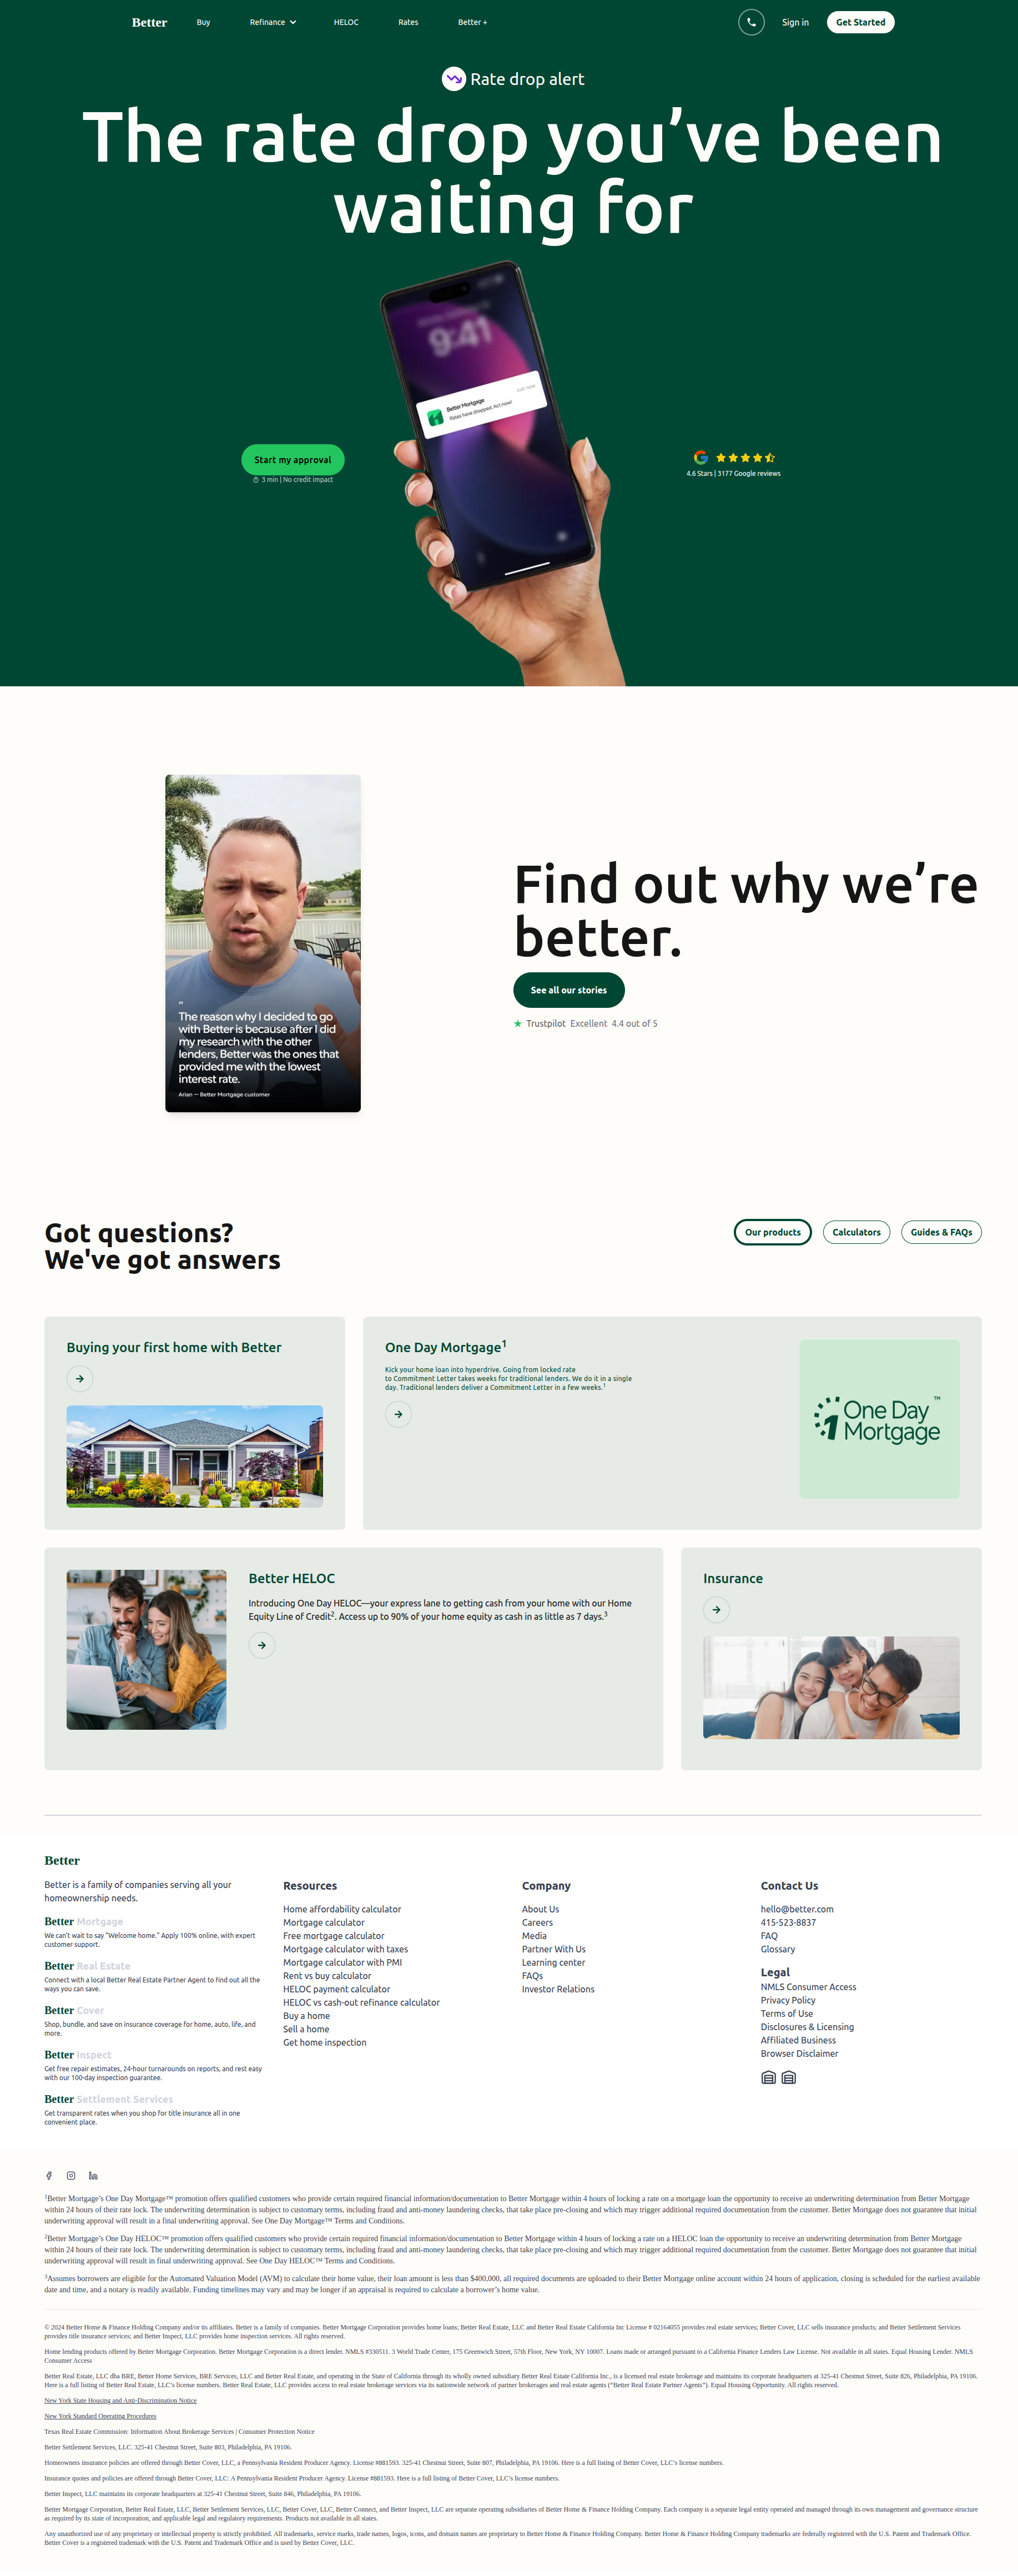 Better
Buy
Refinance
HELOC
Rates
Better +
Sign in
Get Started
Rate drop alert
The rate drop you’ve been
waiting for
9:41
Better Mortgage
Just now
Rates have dropped. Act now!
Start my approval
3 min | No credit impact
4.6 Stars | 3177 Google reviews
”
The reason why I decided to go
with Better is because after I did
my research with the other
lenders, Better was the ones that
provided me with the lowest
interest rate.
Arian — Better Mortgage customer
Find out why we’re
better.
See all our stories
Trustpilot Excellent 4.4 out of 5
Got questions?
We've got answers
Our products
Calculators
Guides & FAQs
Buying your first home with Better
One Day Mortgage1
Kick your home loan into hyperdrive. Going from locked rate
to Commitment Letter takes weeks for traditional lenders. We do it in a single
day. Traditional lenders deliver a Commitment Letter in a few weeks.1
1 One Day
Mortgage™
Better HELOC
Introducing One Day HELOC—your express lane to getting cash from your home with our Home
Equity Line of Credit2. Access up to 90% of your home equity as cash in as little as 7 days.3
Insurance
Better
Better is a family of companies serving all your
homeownership needs.
Better Mortgage
We can’t wait to say “Welcome home.” Apply 100% online, with expert
customer support.
Better Real Estate
Connect with a local Better Real Estate Partner Agent to find out all the
ways you can save.
Better Cover
Shop, bundle, and save on insurance coverage for home, auto, life, and
more.
Better Inspect
Get free repair estimates, 24-hour turnarounds on reports, and rest easy
with our 100-day inspection guarantee.
Better Settlement Services
Get transparent rates when you shop for title insurance all in one
convenient place.
Resources
Home affordability calculator
Mortgage calculator
Free mortgage calculator
Mortgage calculator with taxes
Mortgage calculator with PMI
Rent vs buy calculator
HELOC payment calculator
HELOC vs cash-out refinance calculator
Buy a home
Sell a home
Get home inspection
Company
About Us
Careers
Media
Partner With Us
Learning center
FAQs
Investor Relations
Contact Us
hello@better.com
415-523-8837
FAQ
Glossary
Legal
NMLS Consumer Access
Privacy Policy
Terms of Use
Disclosures & Licensing
Affiliated Business
Browser Disclaimer
1Better Mortgage’s One Day Mortgage™ promotion offers qualified customers who provide certain required financial information/documentation to Better Mortgage within 4 hours of locking a rate on a mortgage loan the opportunity to receive an underwriting determination from Better Mortgage
within 24 hours of their rate lock. The underwriting determination is subject to customary terms, including fraud and anti-money laundering checks, that take place pre-closing and which may trigger additional required documentation from the customer. Better Mortgage does not guarantee that initial
underwriting approval will result in a final underwriting approval. See One Day Mortgage™ Terms and Conditions.
2Better Mortgage’s One Day HELOC™ promotion offers qualified customers who provide certain required financial information/documentation to Better Mortgage within 4 hours of locking a rate on a HELOC loan the opportunity to receive an underwriting determination from Better Mortgage
within 24 hours of their rate lock. The underwriting determination is subject to customary terms, including fraud and anti-money laundering checks, that take place pre-closing and which may trigger additional required documentation from the customer. Better Mortgage does not guarantee that initial
underwriting approval will result in final underwriting approval. See One Day HELOC™ Terms and Conditions.
3Assumes borrowers are eligible for the Automated Valuation Model (AVM) to calculate their home value, their loan amount is less than $400,000, all required documents are uploaded to their Better Mortgage online account within 24 hours of application, closing is scheduled for the earliest available
date and time, and a notary is readily available. Funding timelines may vary and may be longer if an appraisal is required to calculate a borrower’s home value.
© 2024 Better Home & Finance Holding Company and/or its affiliates. Better is a family of companies. Better Mortgage Corporation provides home loans; Better Real Estate, LLC and Better Real Estate California Inc License # 02164055 provides real estate services; Better Cover, LLC sells insurance products; and Better Settlement Services
provides title insurance services; and Better Inspect, LLC provides home inspection services. All rights reserved.
Home lending products offered by Better Mortgage Corporation. Better Mortgage Corporation is a direct lender. NMLS #330511. 3 World Trade Center, 175 Greenwich Street, 57th Floor, New York, NY 10007. Loans made or arranged pursuant to a California Finance Lenders Law License. Not available in all states. Equal Housing Lender. NMLS
Consumer Access
Better Real Estate, LLC dba BRE, Better Home Services, BRE Services, LLC and Better Real Estate, and operating in the State of California through its wholly owned subsidiary Better Real Estate California Inc., is a licensed real estate brokerage and maintains its corporate headquarters at 325-41 Chestnut Street, Suite 826, Philadelphia, PA 19106.
Here is a full listing of Better Real Estate, LLC’s license numbers. Better Real Estate, LLC provides access to real estate brokerage services via its nationwide network of partner brokerages and real estate agents (“Better Real Estate Partner Agents”). Equal Housing Opportunity. All rights reserved.
New York State Housing and Anti-Discrimination Notice
New York Standard Operating Procedures
Texas Real Estate Commission: Information About Brokerage Services | Consumer Protection Notice
Better Settlement Services, LLC. 325-41 Chestnut Street, Suite 803, Philadelphia, PA 19106.
Homeowners insurance policies are offered through Better Cover, LLC, a Pennsylvania Resident Producer Agency. License #881593. 325-41 Chestnut Street, Suite 807, Philadelphia, PA 19106. Here is a full listing of Better Cover, LLC’s license numbers.
Insurance quotes and policies are offered through Better Cover, LLC: A Pennsylvania Resident Producer Agency. License #881593. Here is a full listing of Better Cover, LLC’s license numbers.
Better Inspect, LLC maintains its corporate headquarters at 325-41 Chestnut Street, Suite 846, Philadelphia, PA 19106.
Better Mortgage Corporation, Better Real Estate, LLC, Better Settlement Services, LLC, Better Cover, LLC, Better Connect, and Better Inspect, LLC are separate operating subsidiaries of Better Home & Finance Holding Company. Each company is a separate legal entity operated and managed through its own management and governance structure
as required by its state of incorporation, and applicable legal and regulatory requirements. Products not available in all states.
Any unauthorized use of any proprietary or intellectual property is strictly prohibited. All trademarks, service marks, trade names, logos, icons, and domain names are proprietary to Better Home & Finance Holding Company. Better Home & Finance Holding Company trademarks are federally registered with the U.S. Patent and Trademark Office.
Better Cover is a registered trademark with the U.S. Patent and Trademark Office and is used by Better Cover, LLC.